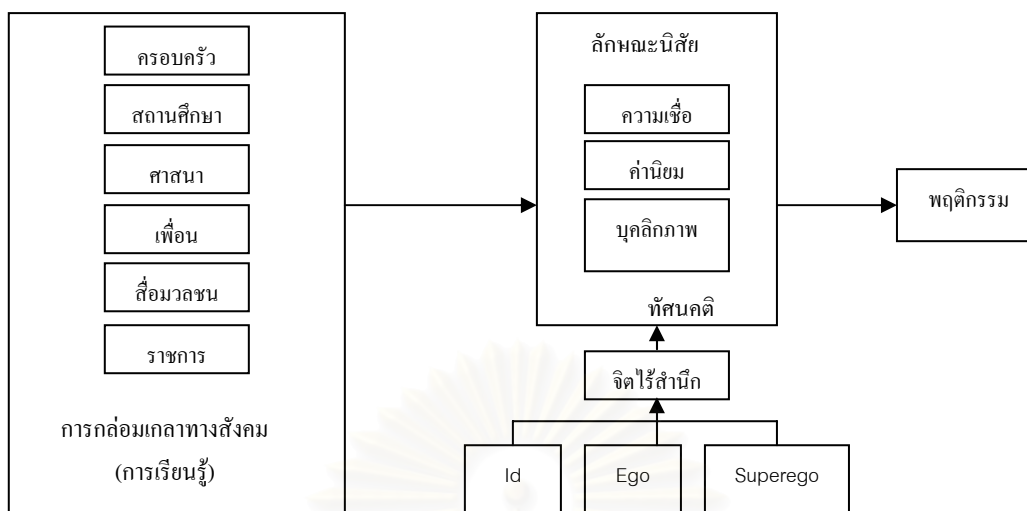 ครอบครัว
สถานศึกษา
ศาสนา
เพื่อน
สื่อมวลชน
ราชการ
การกล่อมเกลาทางสังคม
(การเรียนรู้)
ลักษณะนิสัย
ความเชื่อ
ค่านิยม
บุคลิกภาพ
ทัศนคติ
จิตไร้สำนึก
Id
Ego
Superego
พฤติกรรม